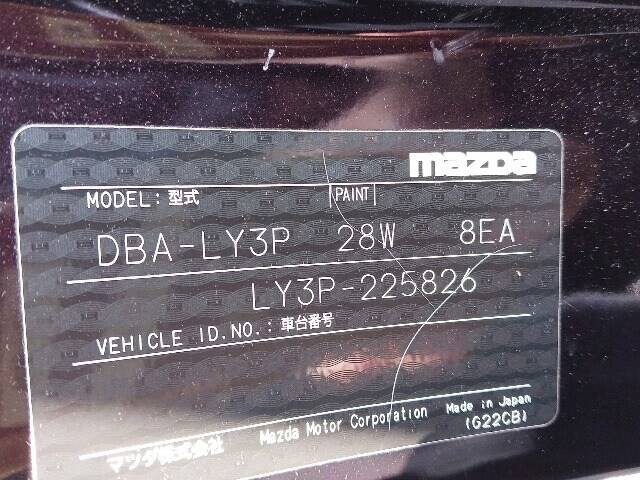 mazda
MODEL: 型式 PAINT
DBA-LY3P 28W 8EA
LY3P-225826
VEHICLE ID.NO.: 車台番号
マツダ株式会社 Mazda Motor Corporation Made in Japan
(G22CB)